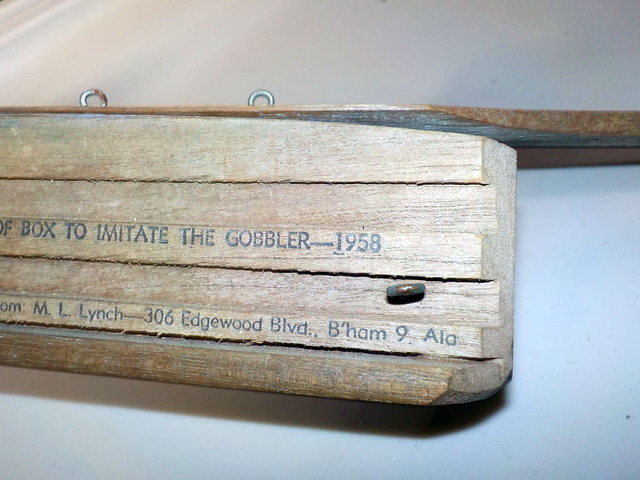 OF BOX TO IMITATE THE GOBBLER—1958
om: M. L. Lynch—306 Edgewood Blvd., B'ham 9, Ala